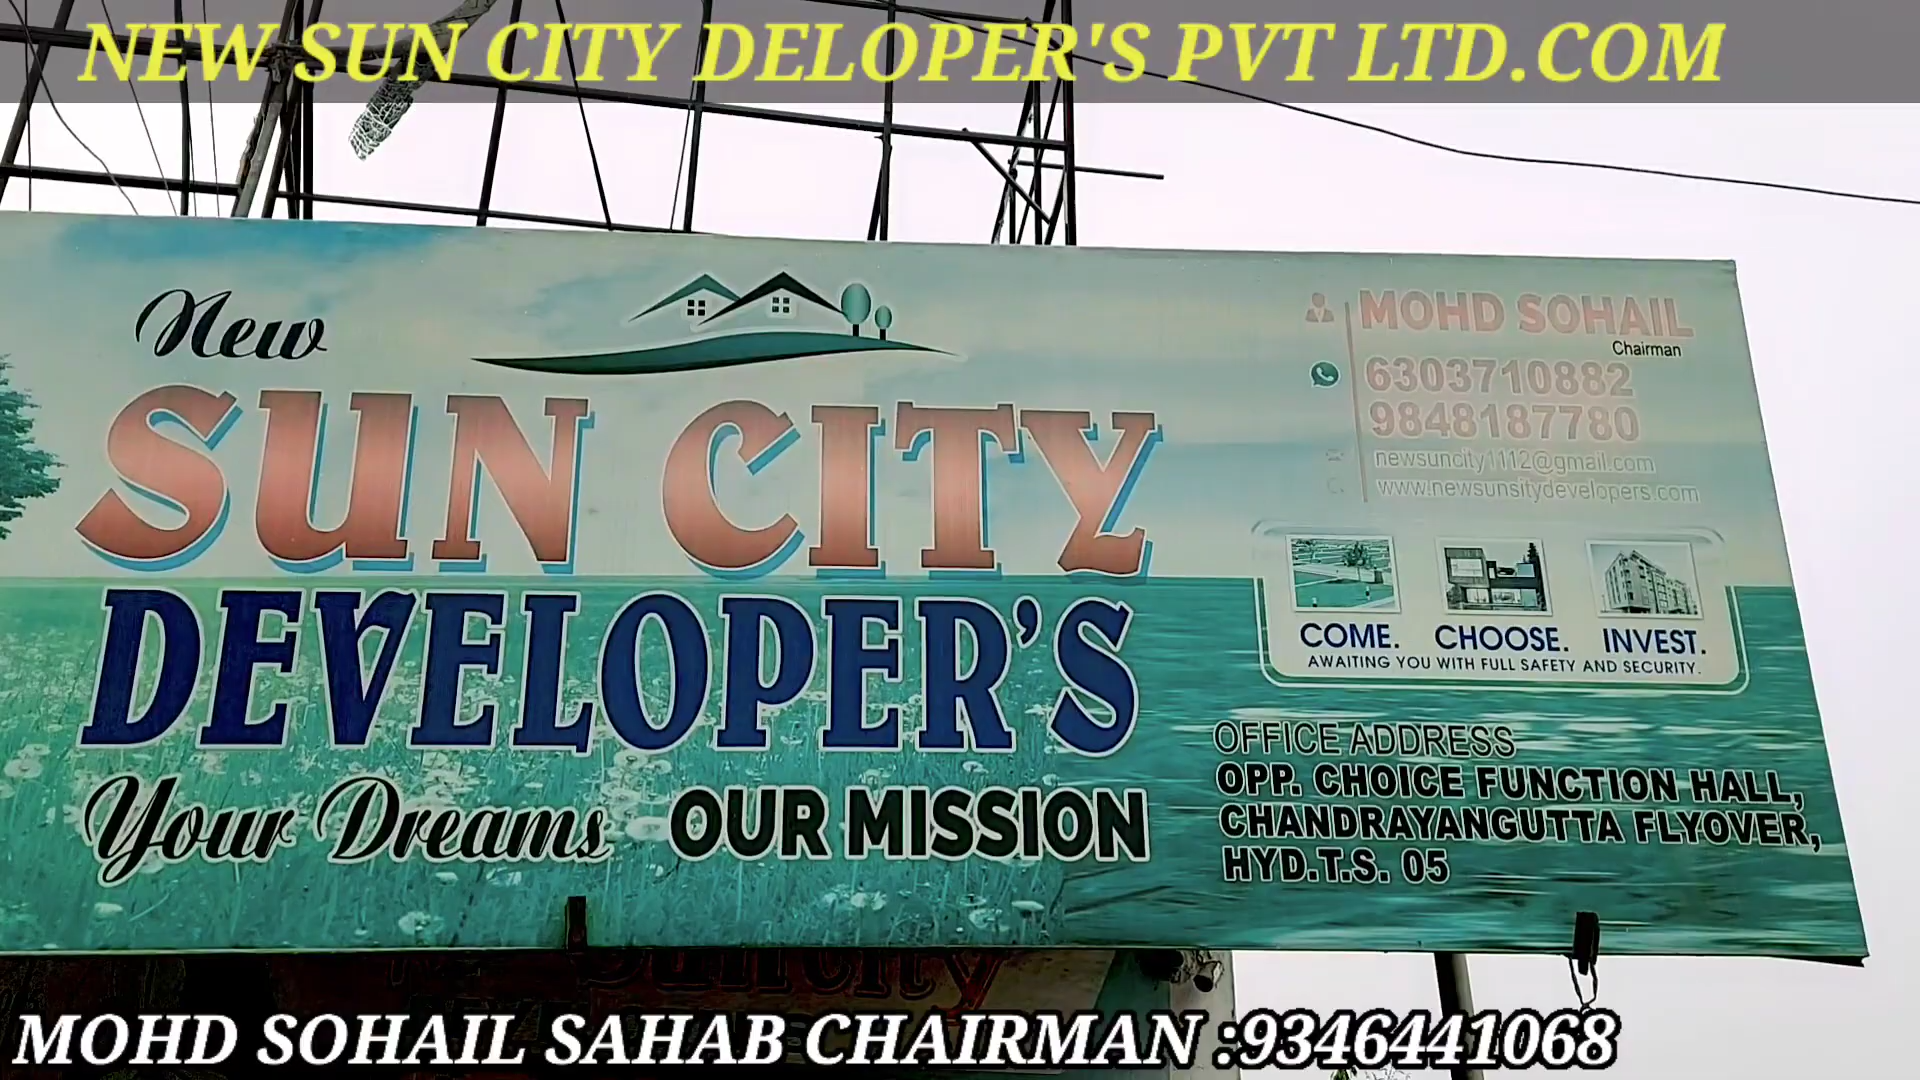 NEW SUN CITY DELOPER'S PVT LTD.COM
New
SUN CITY
DEVELOPER'S
Your Dreams OUR MISSION
MOHD SOHAIL
Chairman
6303710882
9848187780
newsuncity1112@gmail.com
www.newsunsitydevelopers.com
COME. CHOOSE. INVEST.
AWAITING YOU WITH FULL SAFETY AND SECURITY.
OFFICE ADDRESS
OPP. CHOICE FUNCTION HALL,
CHANDRAYANGUTTA FLYOVER,
HYD.T.S. 05
Suncity
MOHD SOHAIL SAHAB CHAIRMAN :9346441068